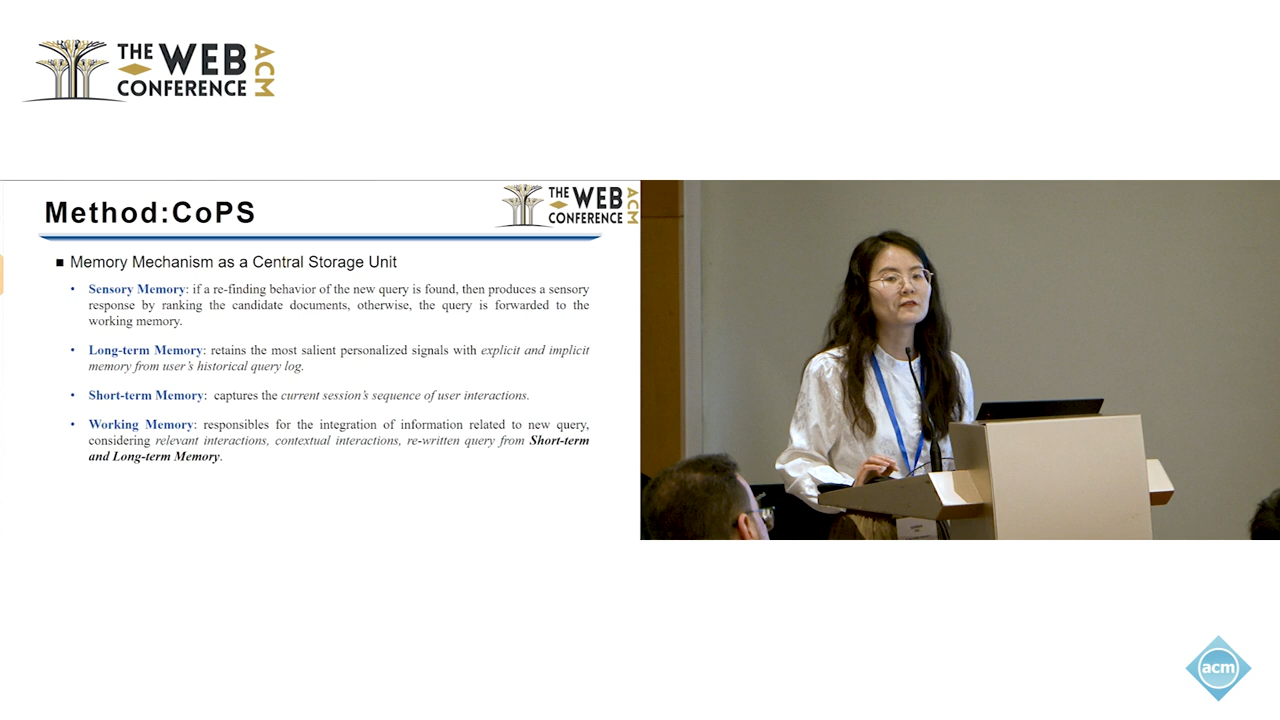 THE WEB
CONFERENCE
ACM
Method:CoPS
THE WEB
CONFERENCE
ACM
Memory Mechanism as a Central Storage Unit
• Sensory Memory: if a re-finding behavior of the new query is found, then produces a sensory
response by ranking the candidate documents, otherwise, the query is forwarded to the
working memory.
• Long-term Memory: retains the most salient personalized signals with explicit and implicit
memory from user's historical query log.
• Short-term Memory: captures the current session's sequence of user interactions.
• Working Memory: responsibles for the integration of information related to new query,
considering relevant interactions, contextual interactions, re-written query from Short-term
and Long-term Memory.
acm